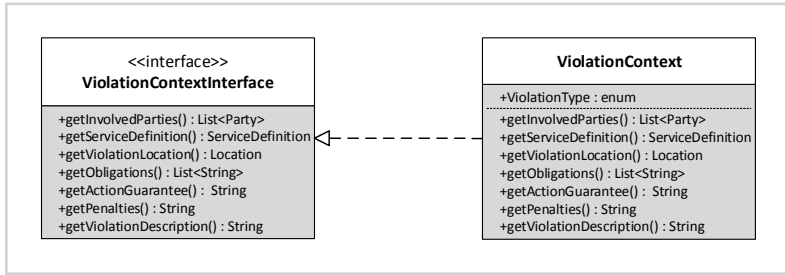 <<interface>>
ViolationContextInterface
+getInvolvedParties() : List<Party>
+getServiceDefinition() : ServiceDefinition
+getViolationLocation() : Location
+getObligations() : List<String>
+getActionGuarantee() :  String
+getPenalties() : String
+getViolationDescription() : String
ViolationContext
+ViolationType : enum
+getInvolvedParties() : List<Party>
+getServiceDefinition() : ServiceDefinition
+getViolationLocation() : Location
+getObligations() : List<String>
+getActionGuarantee() :  String
+getPenalties() : String
+getViolationDescription() : String